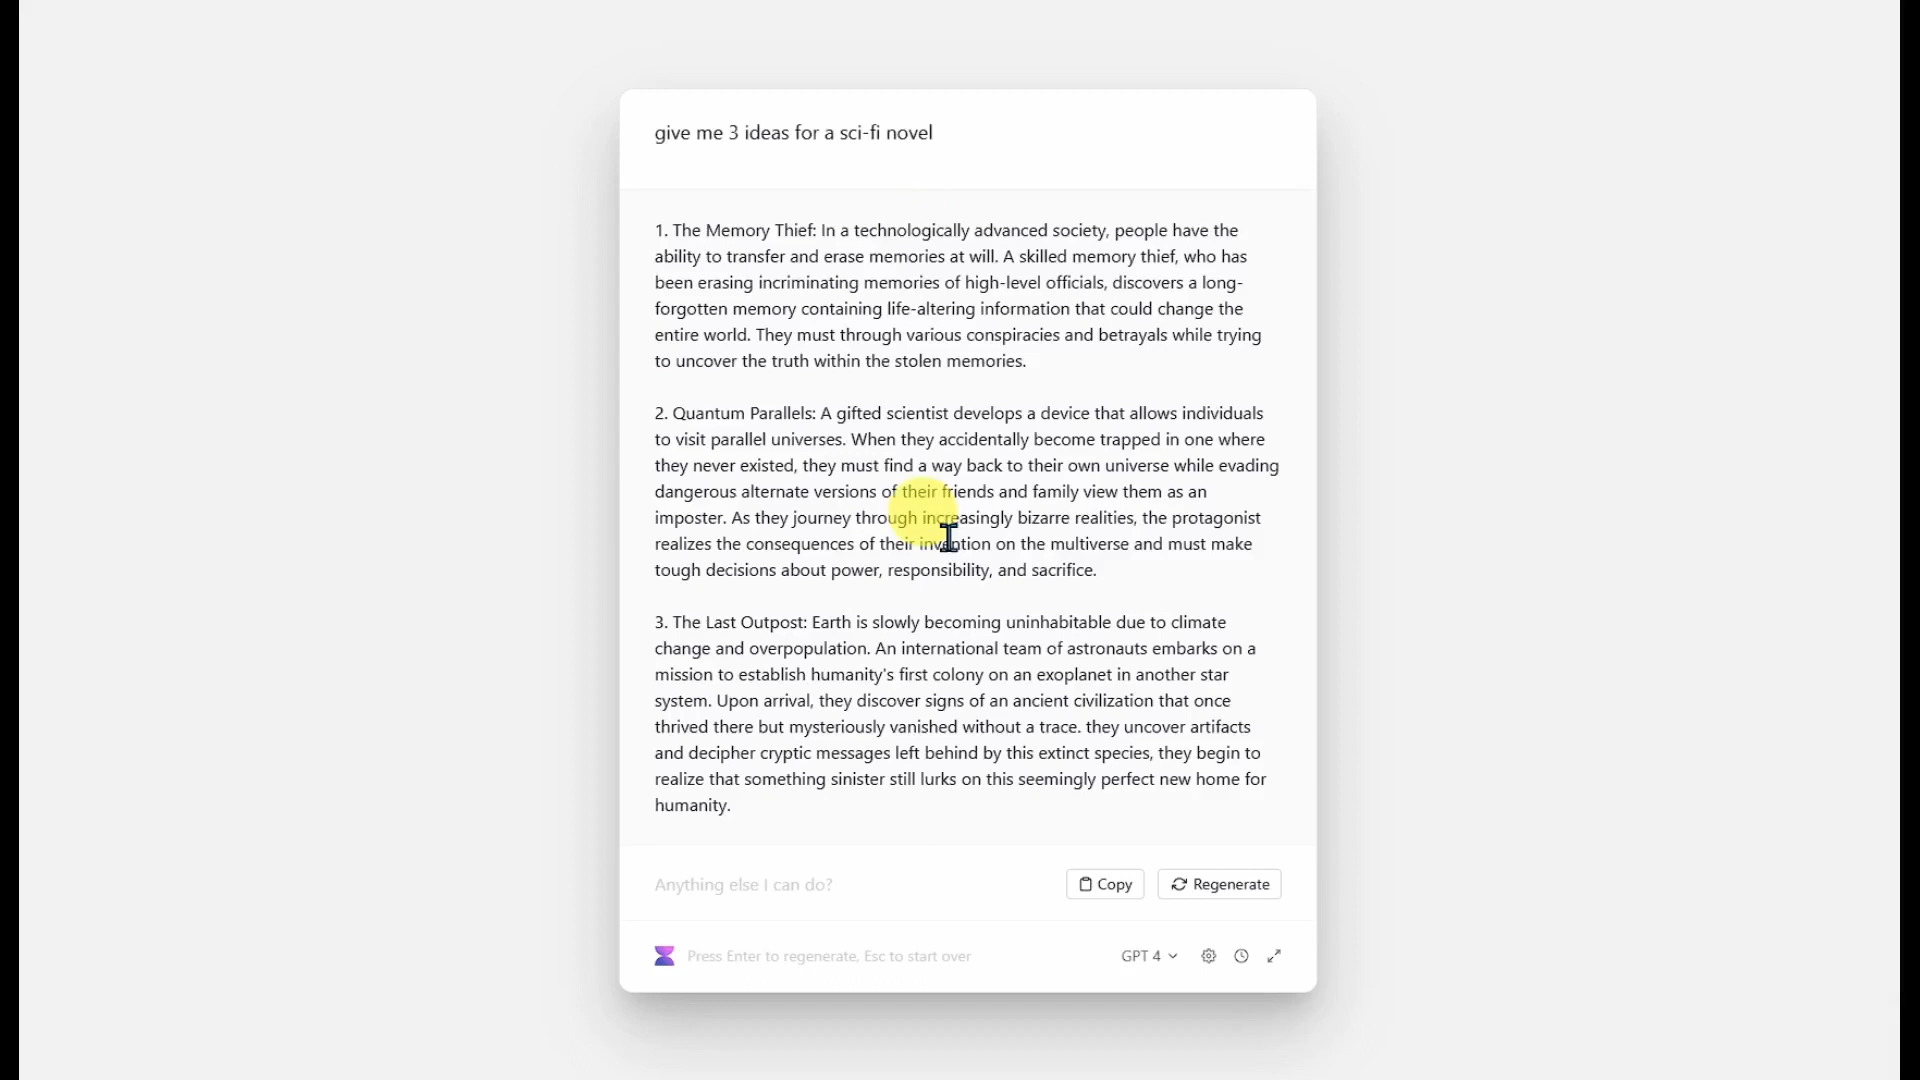 give me 3 ideas for a sci-fi novel
1. The Memory Thief: In a technologically advanced society, people have the
ability to transfer and erase memories at will. A skilled memory thief, who has
been erasing incriminating memories of high-level officials, discovers a long-
forgotten memory containing life-altering information that could change the
entire world. They must through various conspiracies and betrayals while trying
to uncover the truth within the stolen memories.
2. Quantum Parallels: A gifted scientist develops a device that allows individuals
to visit parallel universes. When they accidentally become trapped in one where
they never existed, they must find a way back to their own universe while evading
dangerous alternate versions of their friends and family view them as an
imposter. As they journey through increasingly bizarre realities, the protagonist
realizes the consequences of their invention on the multiverse and must make
tough decisions about power, responsibility, and sacrifice.
3. The Last Outpost: Earth is slowly becoming uninhabitable due to climate
change and overpopulation. An international team of astronauts embarks on a
mission to establish humanity's first colony on an exoplanet in another star
system. Upon arrival, they discover signs of an ancient civilization that once
thrived there but mysteriously vanished without a trace. they uncover artifacts
and decipher cryptic messages left behind by this extinct species, they begin to
realize that something sinister still lurks on this seemingly perfect new home for
humanity.
Anything else I can do?
Copy
Regenerate
Press Enter to regenerate, Esc to start over
GPT 4